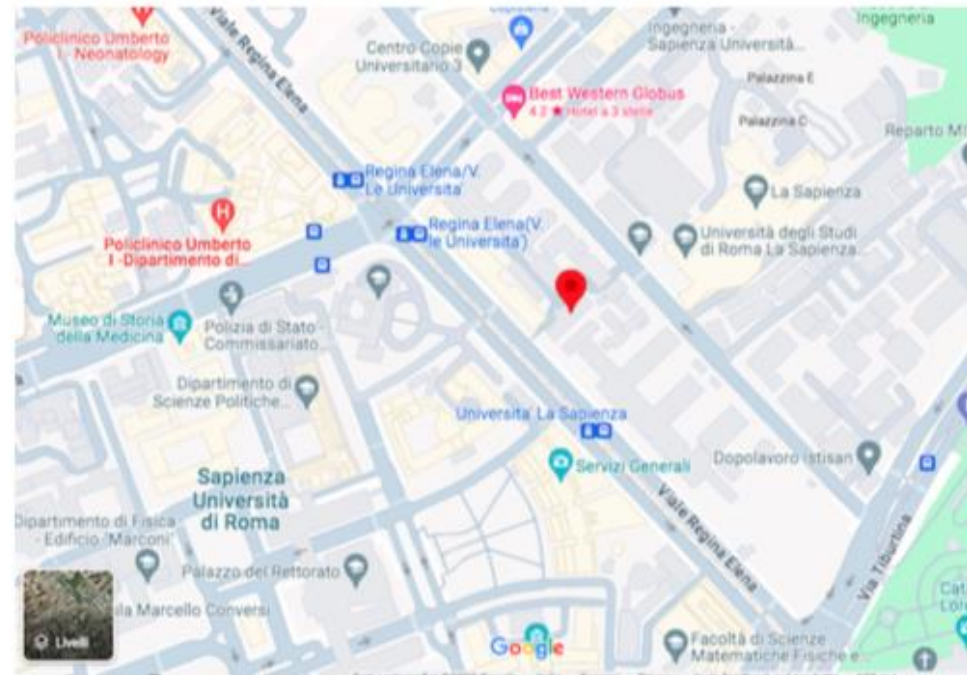 Policlinico Umberto
I - Neonatology
Viale Regina Elena
Centro Copie
Universitario 3
Ingegneria -
Sapienza Università...
Ingegneria
Best Western Globus
4.2 ★ Hotel a 3 stelle
Palazzina E
Palazzina C
Reparto
Regina Elena/V.
Le Universita'
La Sapienza
H
Policlinico Umberto
I -Dipartimento di...
Regina Elena(V.
le Universita')
Università degli Studi
di Roma La Sapienza...
Museo di Storia
della Medicina
Polizia di Stato -
Commissariato...
Dipartimento di
Scienze Politiche...
Universita' La Sapienza
Servizi Generali
Dopolavoro istisan
Sapienza
Università
di Roma
Viale Regina Elena
Via Tiburtina
Dipartimento di Fisica
- Edificio 'Marconi'
Palazzo del Rettorato
Marcello Conversi
Livelli
Google
Facoltà di Scienze
Matematiche Fisiche e...